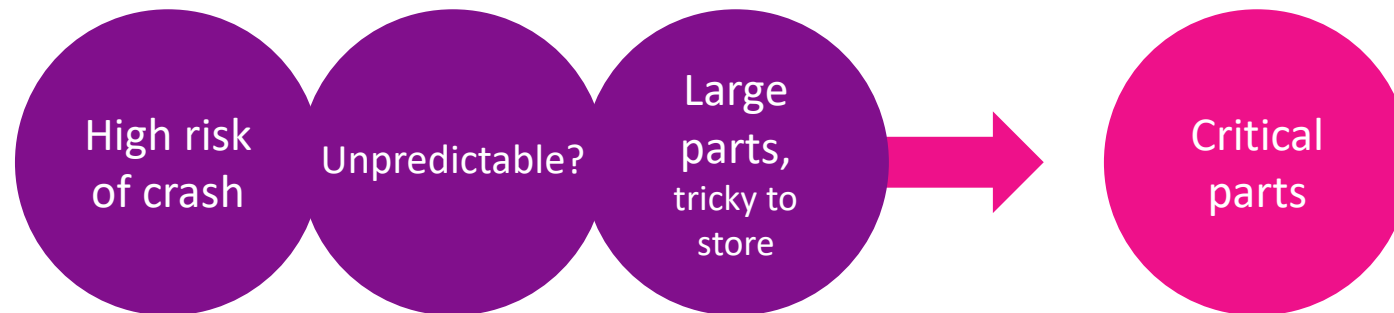 High risk
of crash
Unpredictable?
Large
parts,
tricky to
store
Critical
parts